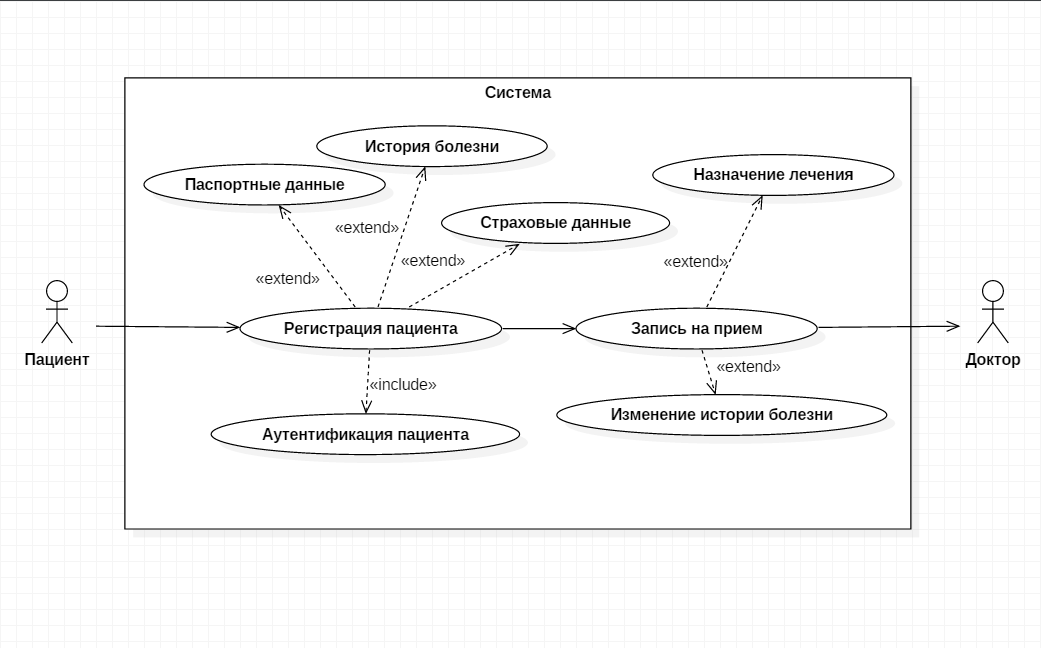 Система
История болезни
Паспортные данные
Назначение лечения
Страховые данные
«extend»
«extend»
«extend»
«extend»
Регистрация пациента
Запись на прием
Пациент
Доктор
«extend»
«include»
Изменение истории болезни
Аутентификация пациента